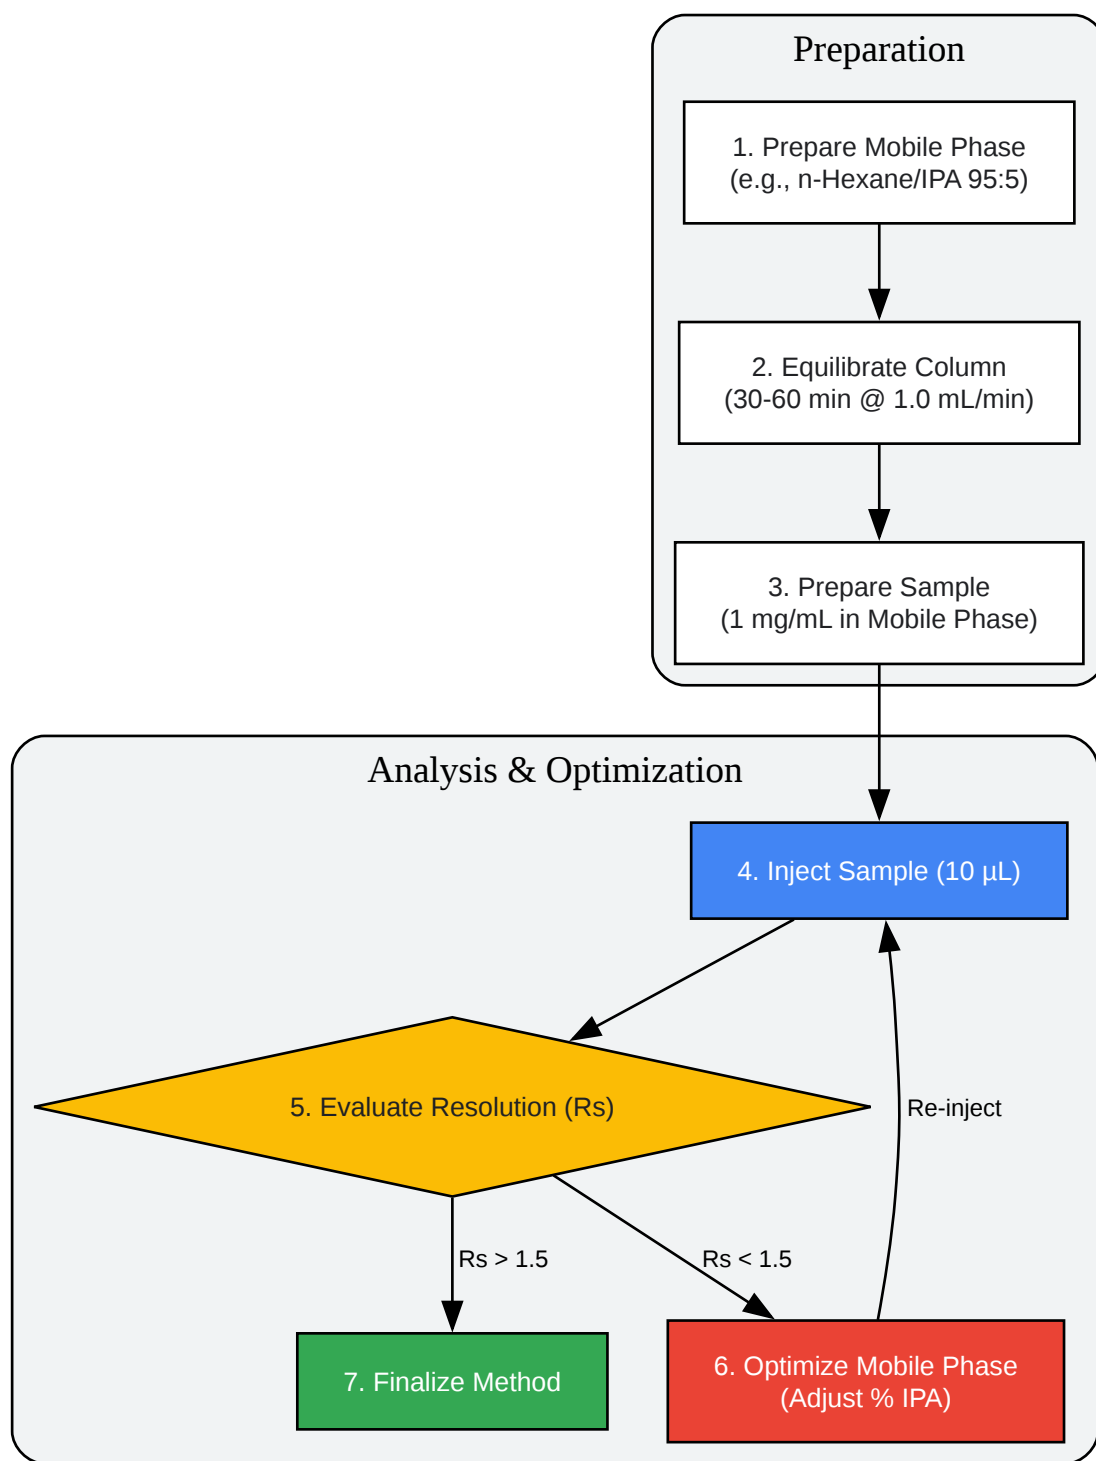 Preparation
1. Prepare Mobile Phase
(e.g., n-Hexane/IPA 95:5)
2. Equilibrate Column
(30-60 min @ 1.0 mL/min)
3. Prepare Sample
(1 mg/mL in Mobile Phase)
Analysis & Optimization
4. Inject Sample (10 µL)
5. Evaluate Resolution (Rs)
Re-inject
Rs > 1.5
Rs < 1.5
7. Finalize Method
6. Optimize Mobile Phase
(Adjust % IPA)